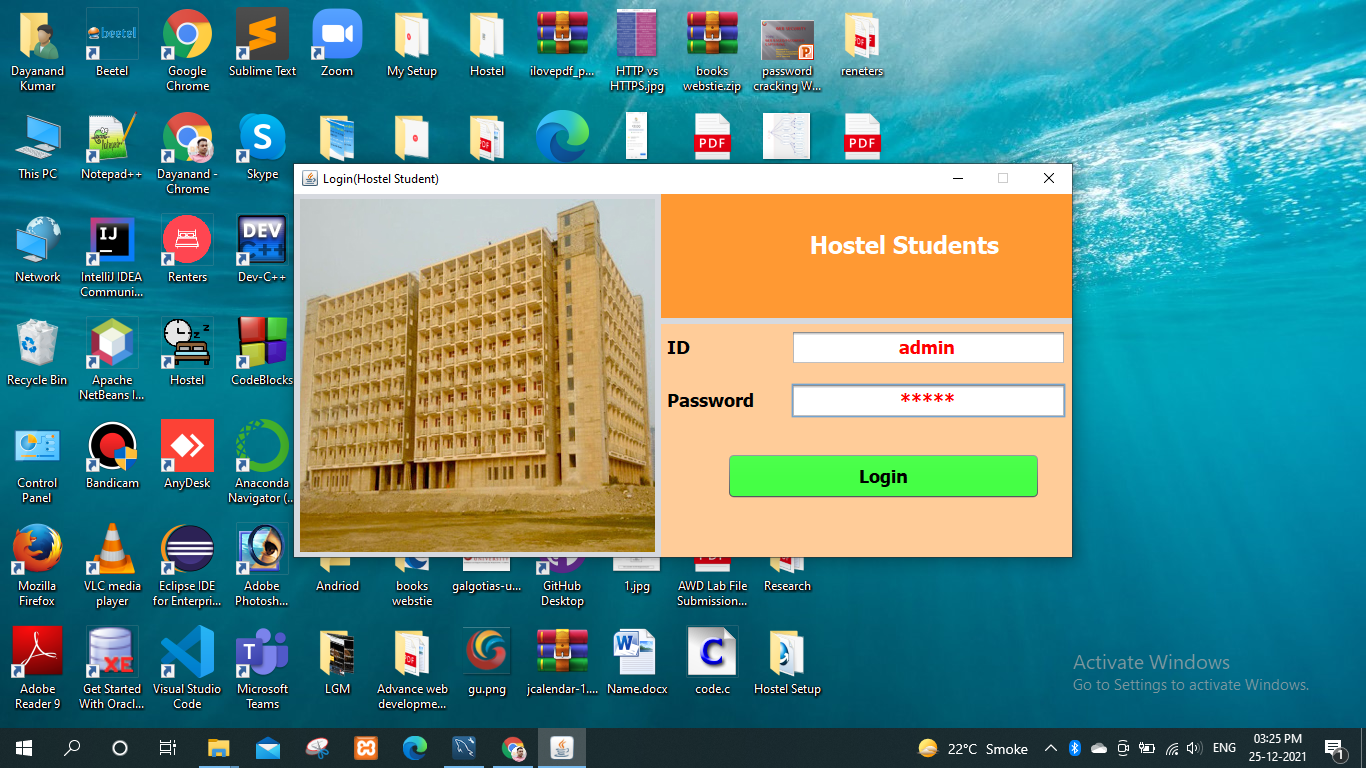 Dayanand
Kumar
Beetel
Google
Chrome
Sublime Text
Zoom
My Setup
Hostel
ilovepdf_p...
HTTP vs
HTTPS.jpg
books
webstie.zip
password
cracking W...
reneters
This PC
Notepad++
Dayanand -
Chrome
Skype
PDF
PDF
Login(Hostel Student)
Hostel Students
ID
admin
Password
*****
Login
Network
IntelliJ IDEA
Communi...
Renters
Dev-C++
Recycle Bin
Apache
NetBeans I...
Hostel
CodeBlocks
Control
Panel
Bandicam
AnyDesk
Anaconda
Navigator (...
Mozilla
Firefox
VLC media
player
Eclipse IDE
for Enterpri...
Adobe
Photosh...
Andriod
books
webstie
galgotias-u...
GitHub
Desktop
1.jpg
AWD Lab File
Submission...
Research
Adobe
Reader 9
Get Started
With Oracl...
Visual Studio
Code
Microsoft
Teams
LGM
Advance web
developme...
gu.png
jcalendar-1....
Name.docx
code.c
Hostel Setup
Activate Windows
Go to Settings to activate Windows.
22°C Smoke
ENG
03:25 PM
25-12-2021
1